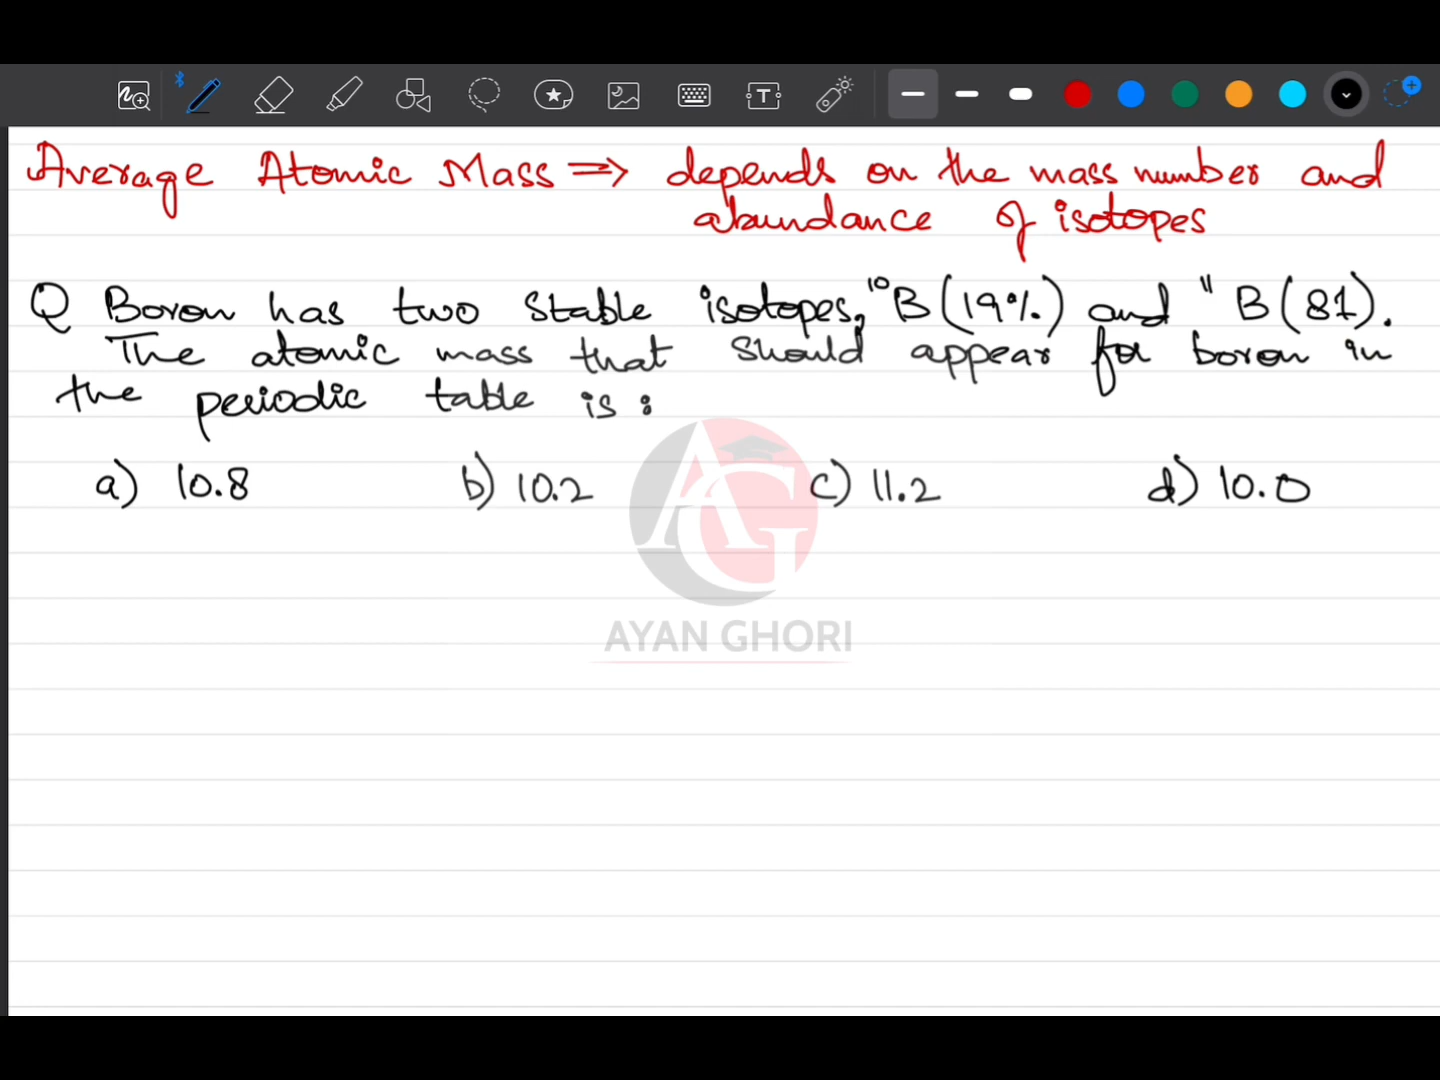 Average Atomic Mass ⇒ depends on the mass number and
abundance of isotopes
Q Boron has two stable isotopes, ¹⁰B (19%) and ¹¹B (81).
The atomic mass that should appear for boron in
the periodic table is :
a) 10.8 b) 10.2 c) 11.2 d) 10.0
AG
AYAN GHORI